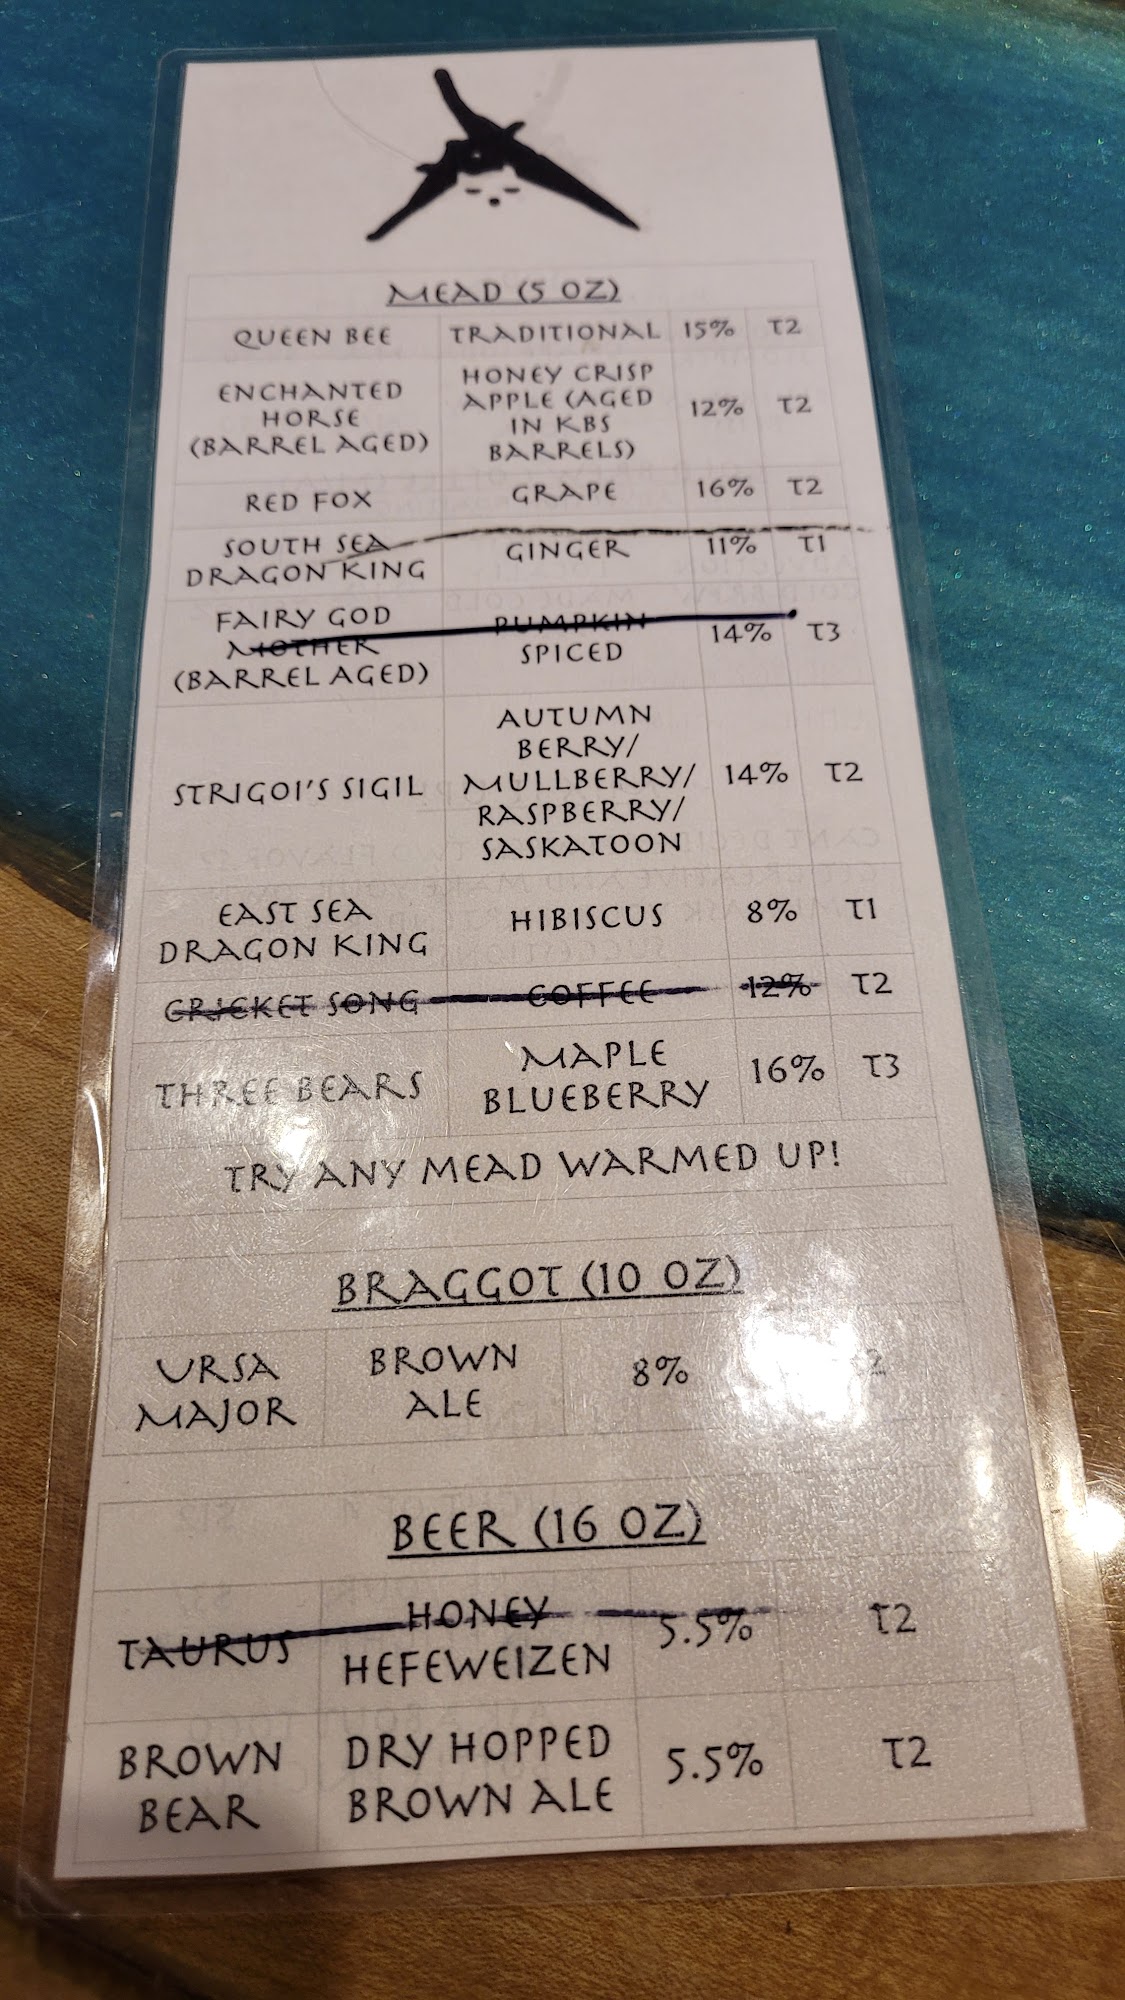 MEAD (5 OZ)
QUEEN BEE TRADITIONAL 15% T2
ENCHANTED HORSE (BARREL AGED) HONEY CRISP APPLE (AGED IN KBS BARRELS) 12% T2
RED FOX GRAPE 16% T2
SOUTH SEA DRAGON KING GINGER 11% T1
FAIRY GOD MOTHER (BARREL AGED) PUMPKIN SPICED 14% T3
STRIGOI'S SIGIL AUTUMN BERRY/ MULLBERRY/ RASPBERRY/ SASKATOON 14% T2
EAST SEA DRAGON KING HIBISCUS 8% T1
CRICKET SONG COFFEE 12% T2
THREE BEARS MAPLE BLUEBERRY 16% T3
TRY ANY MEAD WARMED UP!
BRAGGOT (10 OZ)
URSA MAJOR BROWN ALE 8%
BEER (16 OZ)
TAURUS HONEY HEFEWEIZEN 5.5% T2
BROWN BEAR DRY HOPPED BROWN ALE 5.5% T2